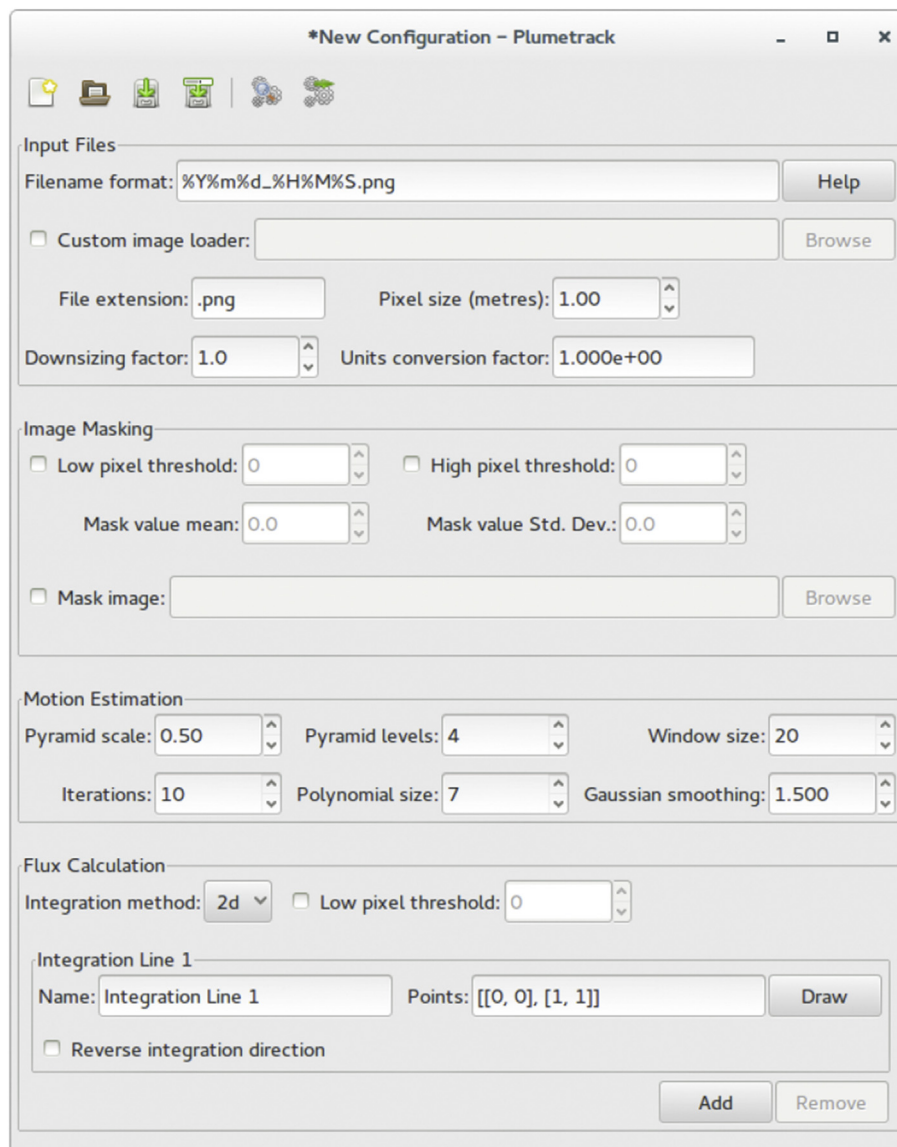 *New Configuration – Plumetrack
Input Files
Filename format: %Y%m%d_%H%M%S.png Help
Custom image loader: Browse
File extension: .png Pixel size (metres): 1.00
Downsizing factor: 1.0 Units conversion factor: 1.000e+00
Image Masking
Low pixel threshold: 0 High pixel threshold: 0
Mask value mean: 0.0 Mask value Std. Dev.: 0.0
Mask image: Browse
Motion Estimation
Pyramid scale: 0.50 Pyramid levels: 4 Window size: 20
Iterations: 10 Polynomial size: 7 Gaussian smoothing: 1.500
Flux Calculation
Integration method: 2d Low pixel threshold: 0
Integration Line 1
Name: Integration Line 1 Points: [[0, 0], [1, 1]] Draw
Reverse integration direction
Add Remove